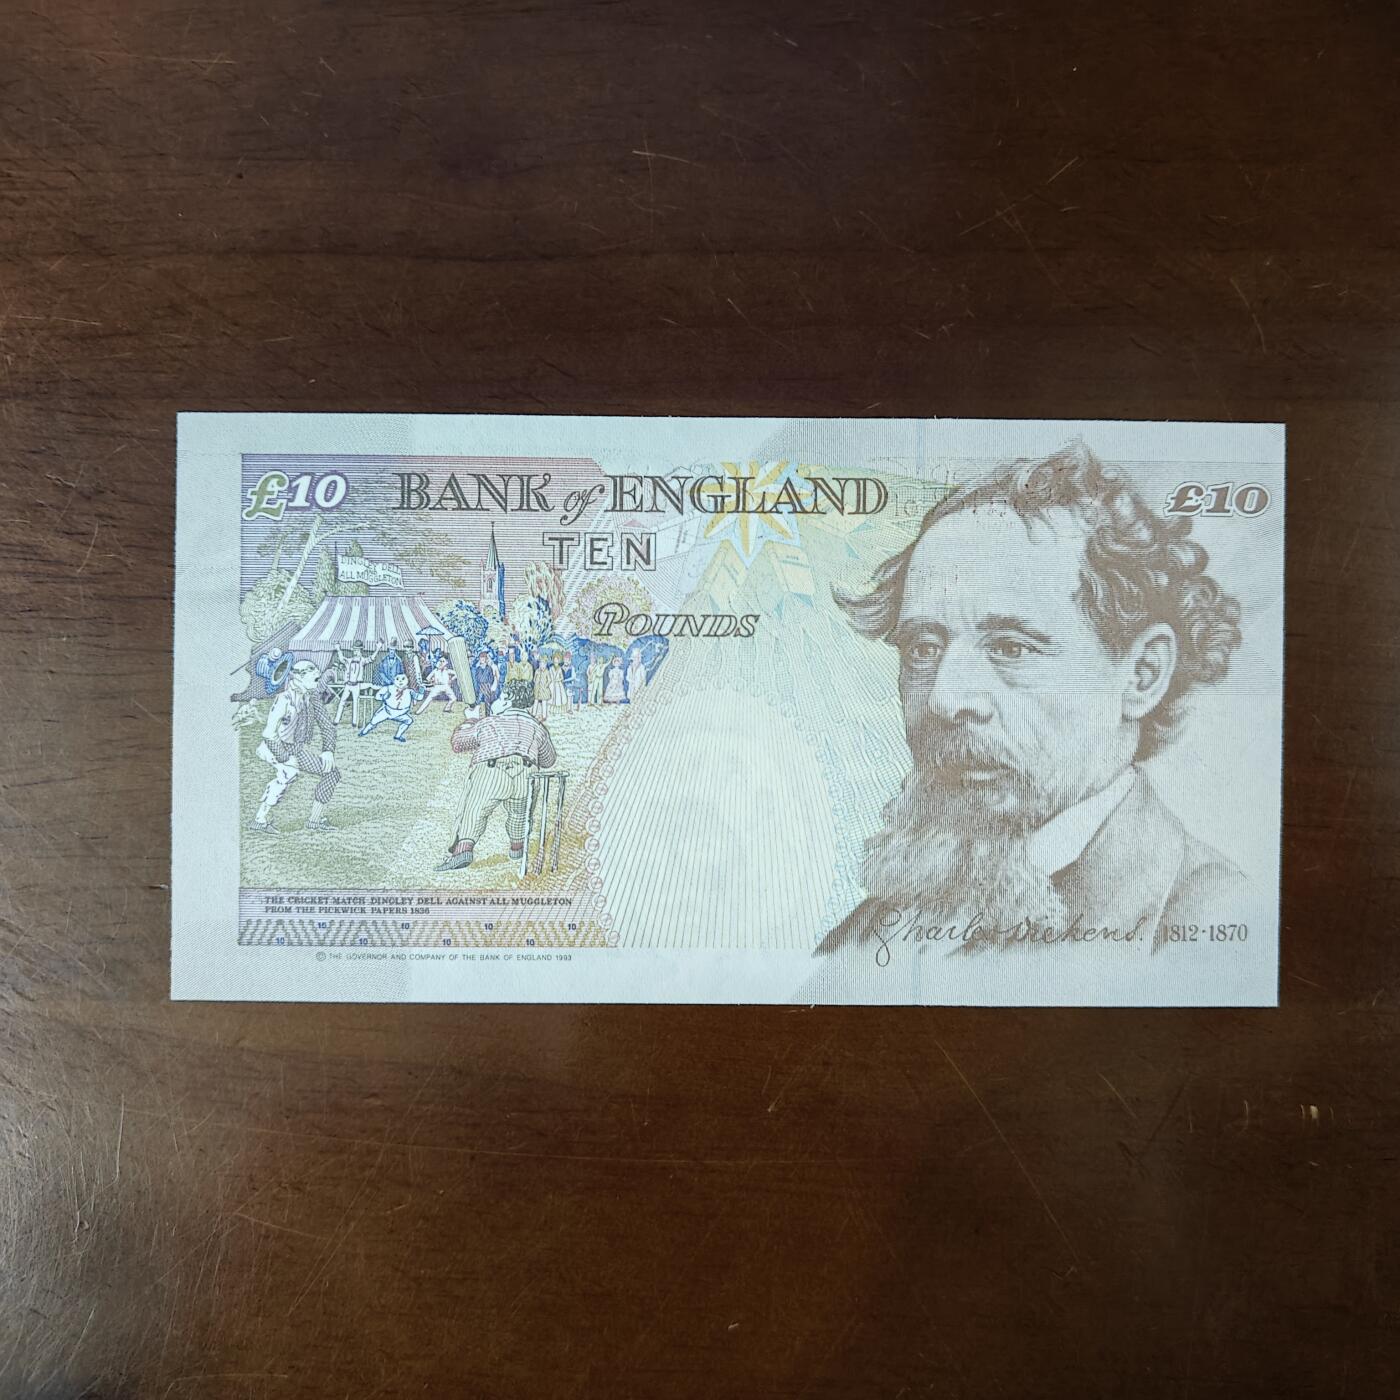 £10
BANK of ENGLAND
£10
TEN
POUNDS
DINGLEY DELL
ALL MUGGLETON
THE CRICKET MATCH DINGLEY DELL AGAINST ALL MUGGLETON
FROM THE PICKWICK PAPERS 1836
10 10 10 10
10 10 10 10
Charles Dickens. 1812·1870
© THE GOVERNOR AND COMPANY OF THE BANK OF ENGLAND 1993